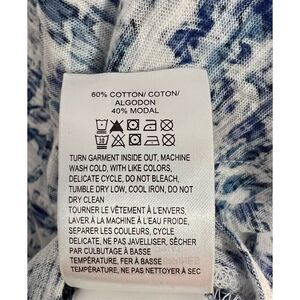 60% COTTON/ COTON/
ALGODON
40% MODAL
TURN GARMENT INSIDE OUT, MACHINE
WASH COLD, WITH LIKE COLORS,
DELICATE CYCLE, DO NOT BLEACH,
TUMBLE DRY LOW, COOL IRON, DO NOT
DRY CLEAN
TOURNER LE VÊTEMENT À L'ENVERS,
LAVER À LA MACHINE À L'EAU FROIDE,
SEPARER LES COULEURS, CYCLE
DELICATE, NE PAS JAVELLISER, SÈCHER
PAR CULBUTAGE À BASSE
TEMPÉRATURE, FER À BASSE
TEMPÉRATURE, NE PAS NETTOYER À SEC